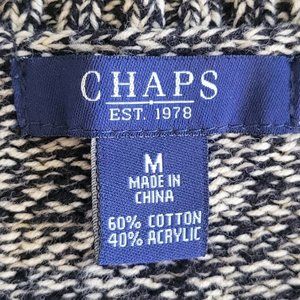 CHAPS
EST. 1978
M
MADE IN
CHINA
60% COTTON
40% ACRYLIC